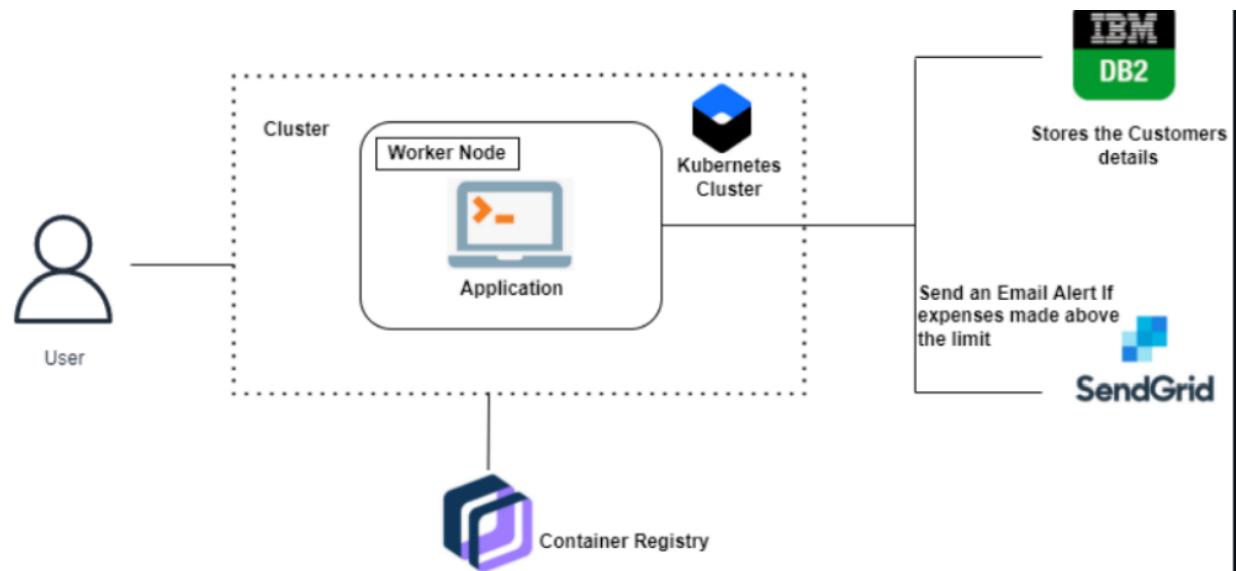 IBM
DB2
Stores the Customers
details
Cluster
Worker Node
Kubernetes
Cluster
Application
User
Send an Email Alert If
expenses made above
the limit
SendGrid
Container Registry